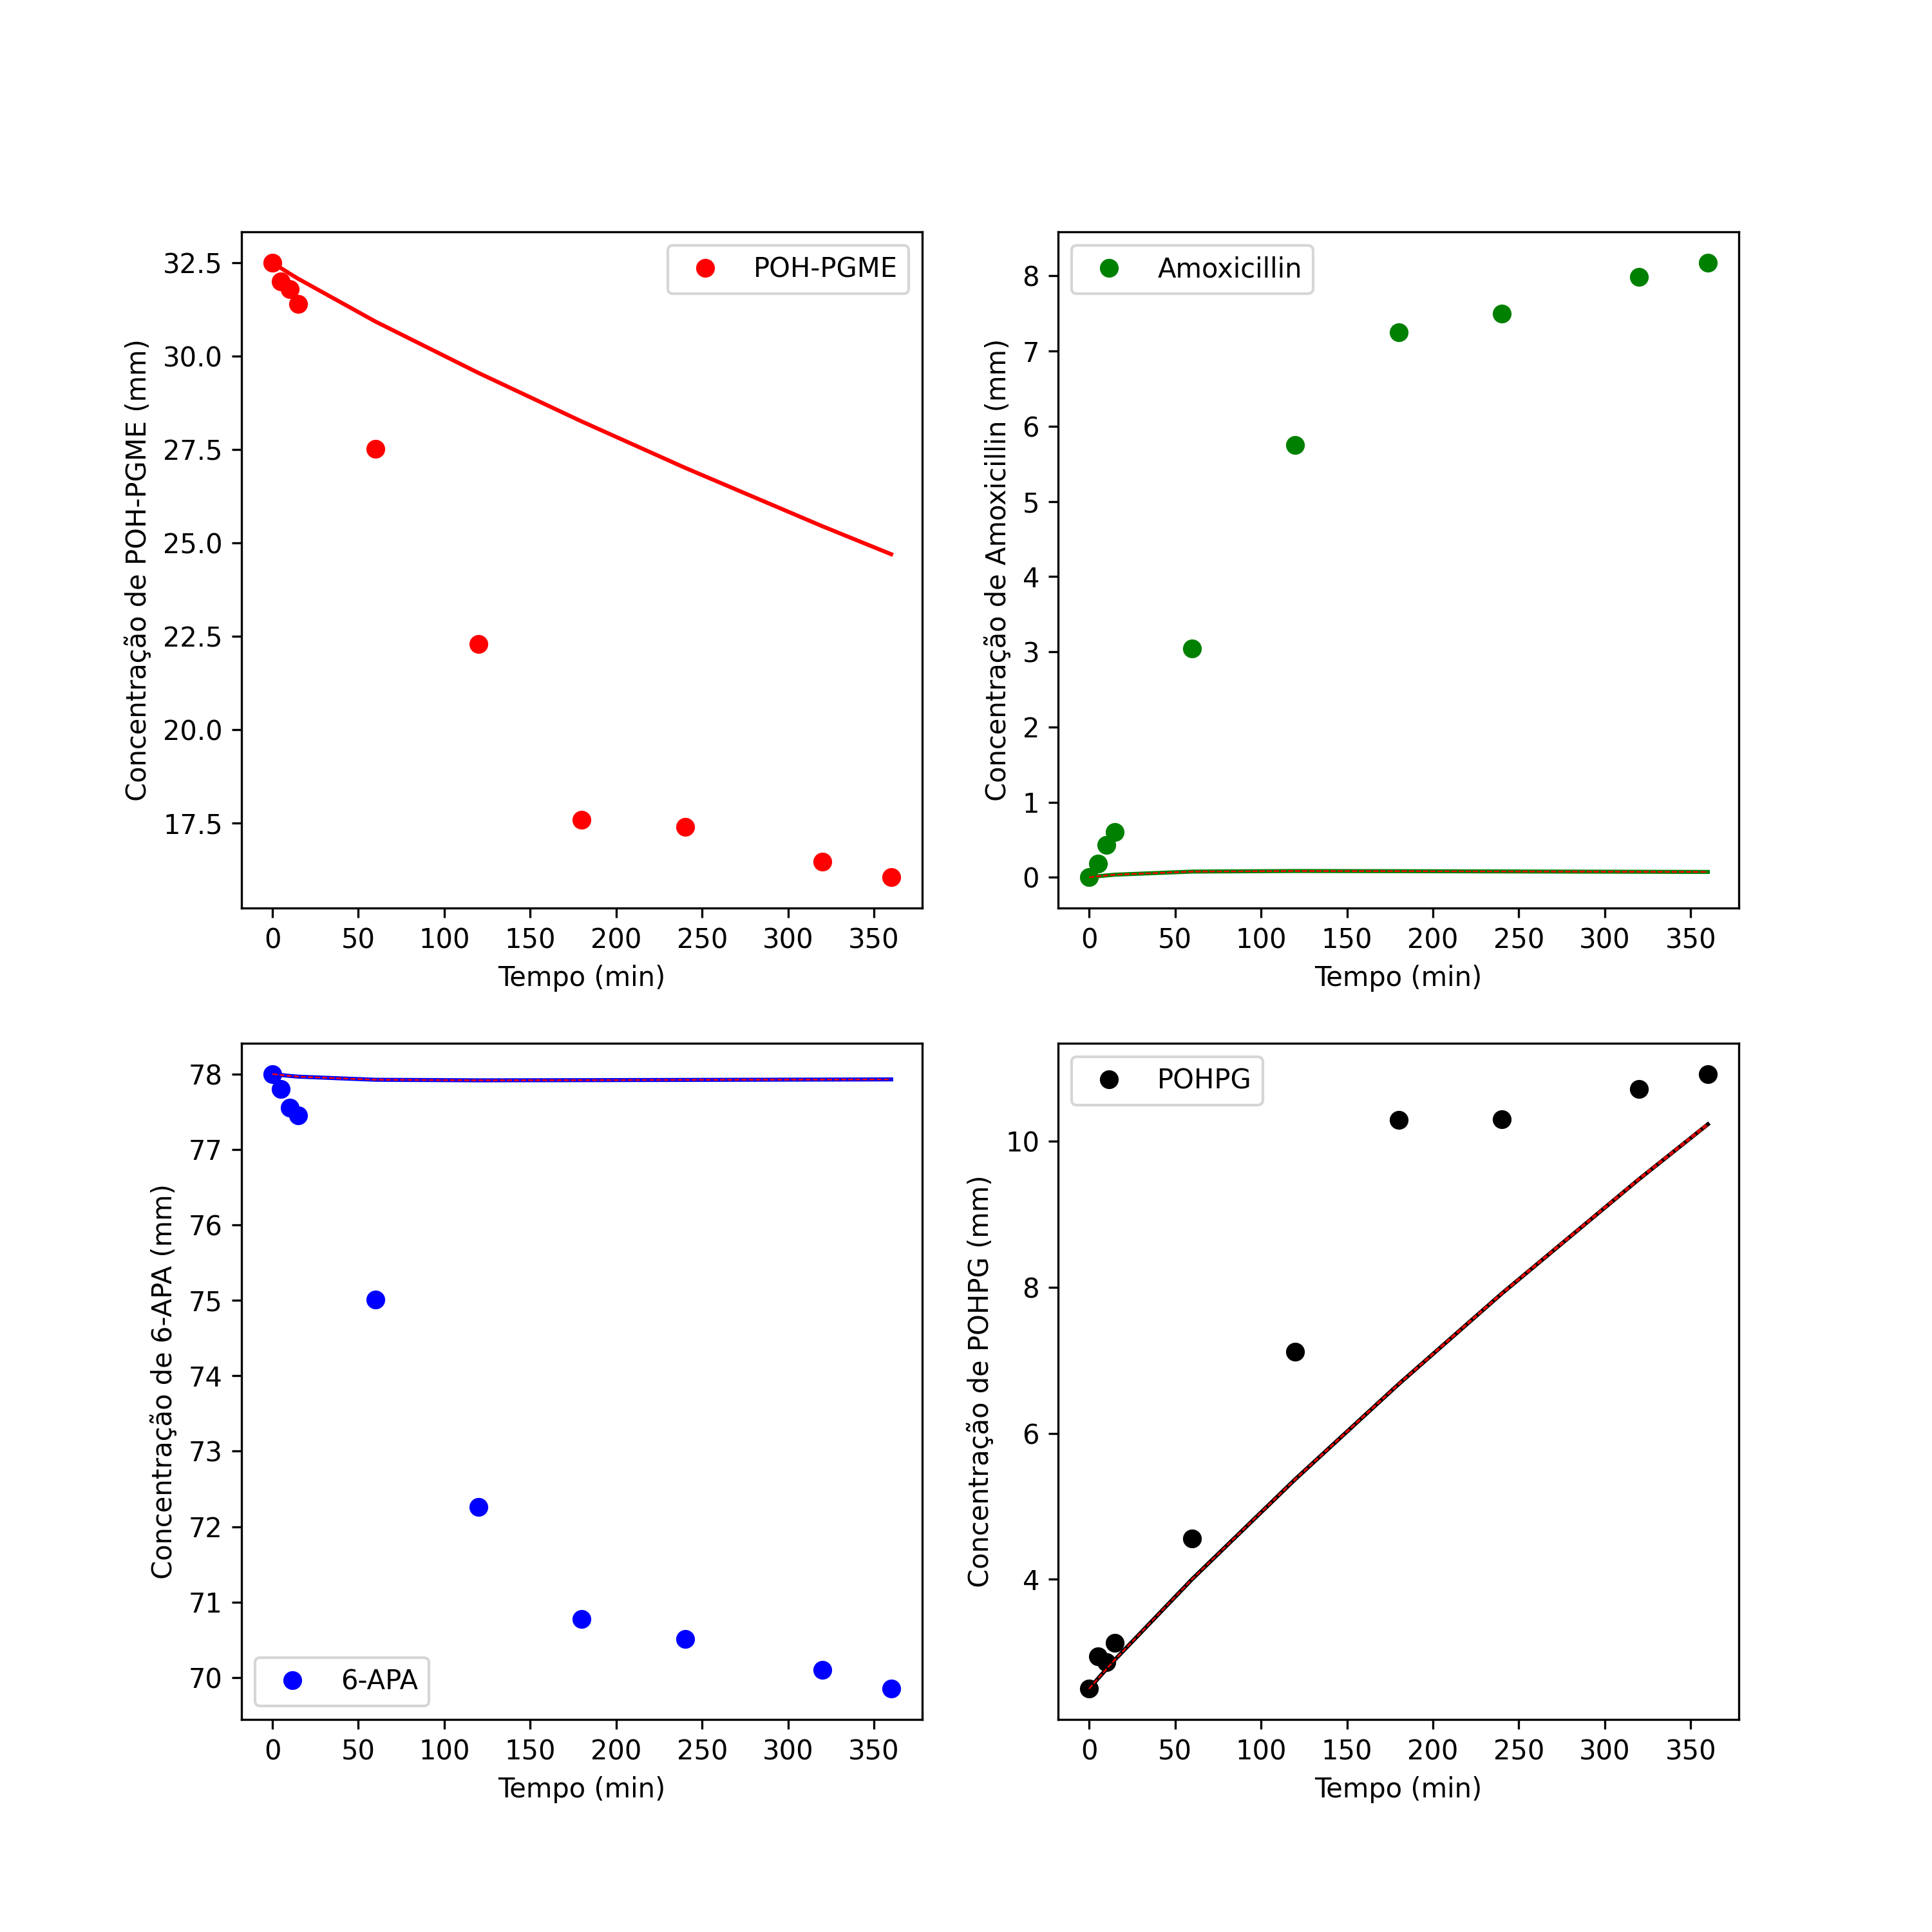 POH-PGME
Concentração de POH-PGME (mm)
32.5
30.0
27.5
25.0
22.5
20.0
17.5
0 50 100 150 200 250 300 350
Tempo (min)
Amoxicillin
Concentração de Amoxicillin (mm)
8
7
6
5
4
3
2
1
0
0 50 100 150 200 250 300 350
Tempo (min)
Concentração de 6-APA (mm)
78
77
76
75
74
73
72
71
70
6-APA
0 50 100 150 200 250 300 350
Tempo (min)
POHPG
Concentração de POHPG (mm)
10
8
6
4
0 50 100 150 200 250 300 350
Tempo (min)